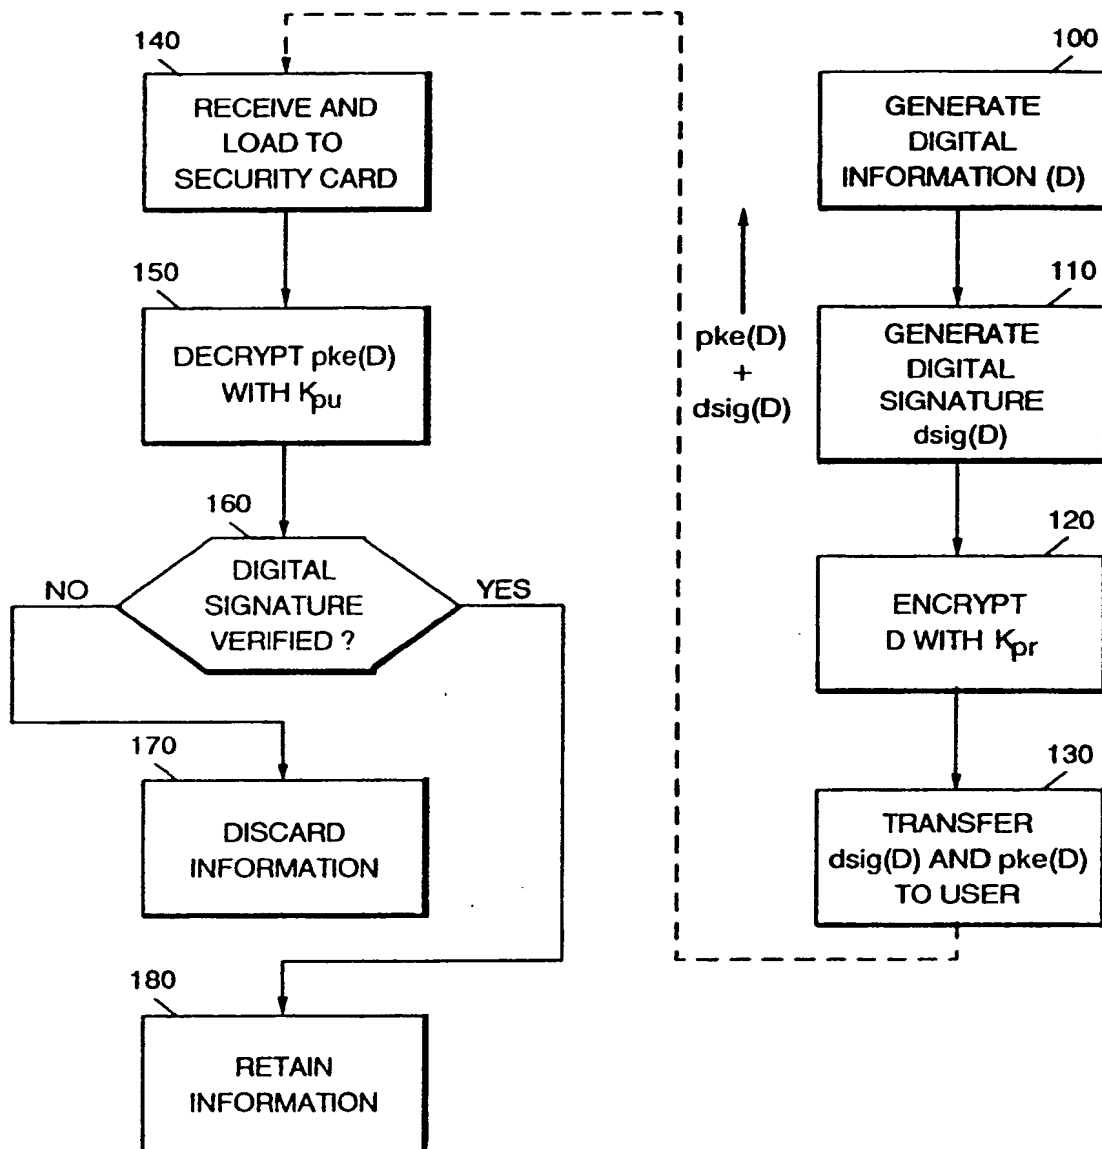 140
RECEIVE AND
LOAD TO
SECURITY CARD
150
DECRYPT pke(D)
WITH Kpu
160
DIGITAL
SIGNATURE
VERIFIED ?
NO
YES
170
DISCARD
INFORMATION
180
RETAIN
INFORMATION
pke(D)
+
dsig(D)
100
GENERATE
DIGITAL
INFORMATION (D)
110
GENERATE
DIGITAL
SIGNATURE
dsig(D)
120
ENCRYPT
D WITH Kpr
130
TRANSFER
dsig(D) AND pke(D)
TO USER